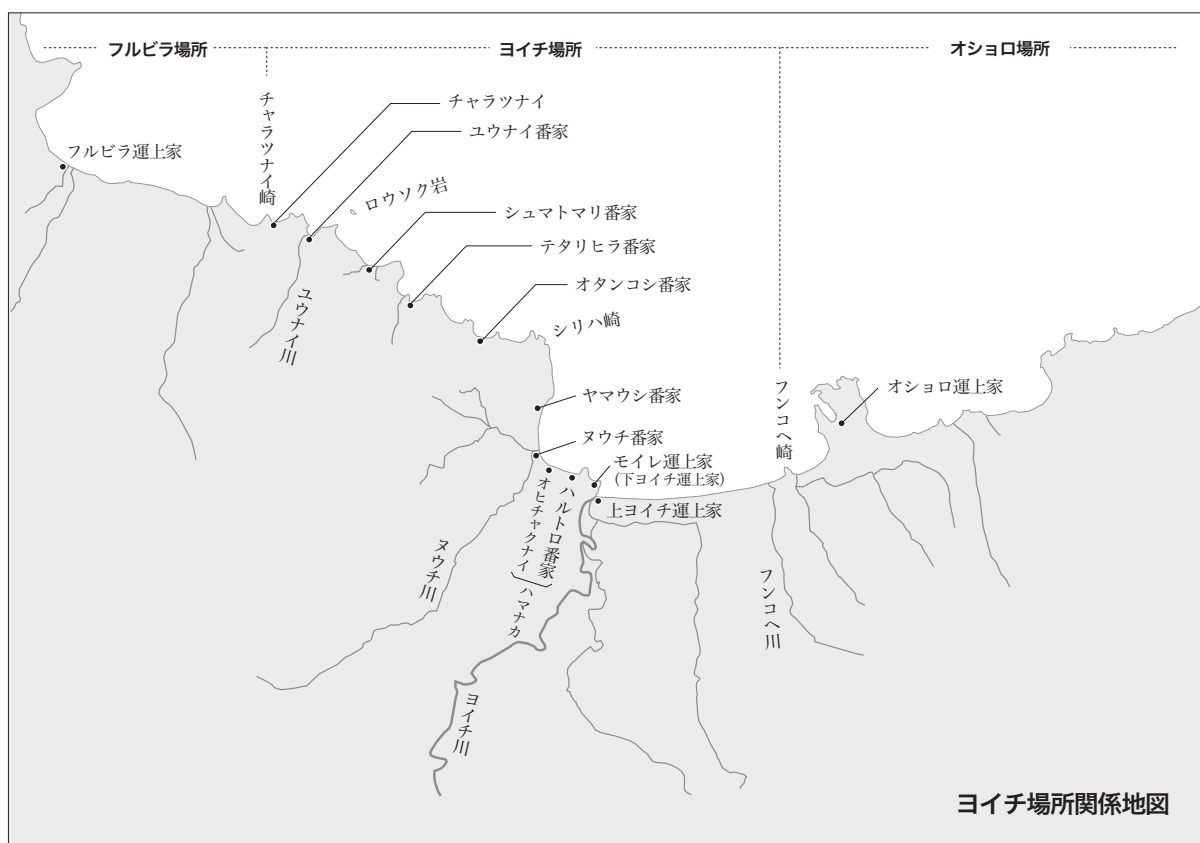 フルビラ場所
ヨイチ場所
オショロ場所
チャラツナイ崎
チャラツナイ
ユウナイ番家
フルビラ運上家
ロウソク岩
シュマトマリ番家
テタリヒラ番家
オタンコシ番家
シリハ崎
ユウナイ川
ヤマウシ番家
フンコヘ崎
オショロ運上家
ヌウチ番家
モイレ運上家
(下ヨイチ運上家)
上ヨイチ運上家
ハルトロ番家
オヒチャクナイ
ハマナカ
ヌウチ川
フンコヘ川
ヨイチ川
ヨイチ場所関係地図